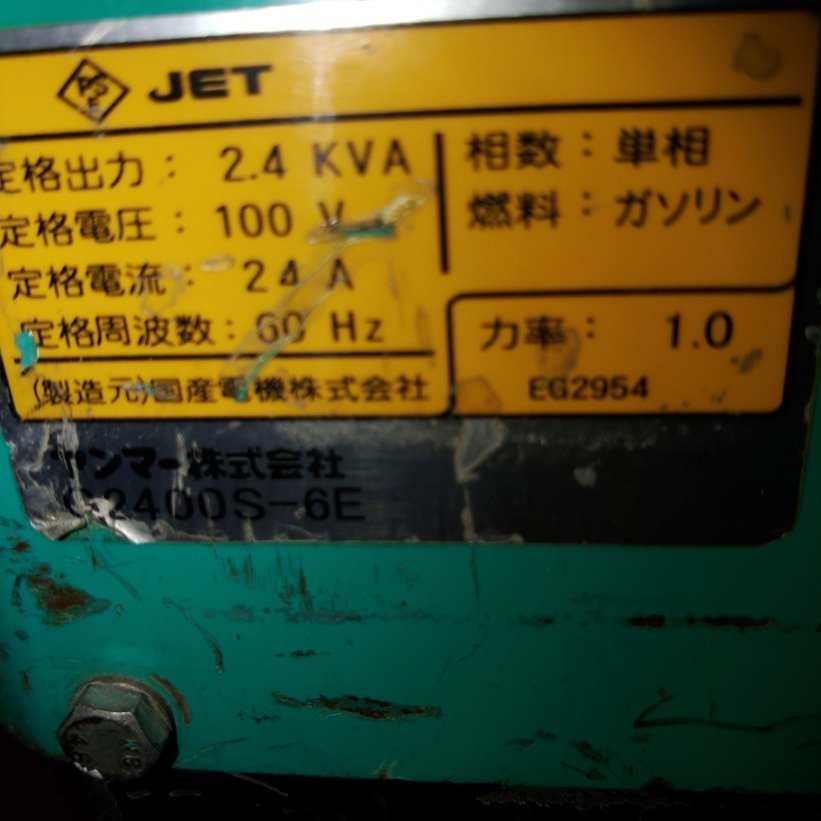 PSE JET
定格出力： 2.4 KVA
定格電圧： 100 V
定格電流： 24 A
定格周波数： 60 Hz
(製造元)国産電機株式会社
相数：単相
燃料：ガソリン
力率： 1.0
EG2954
ヤンマー株式会社
G2400S-6E